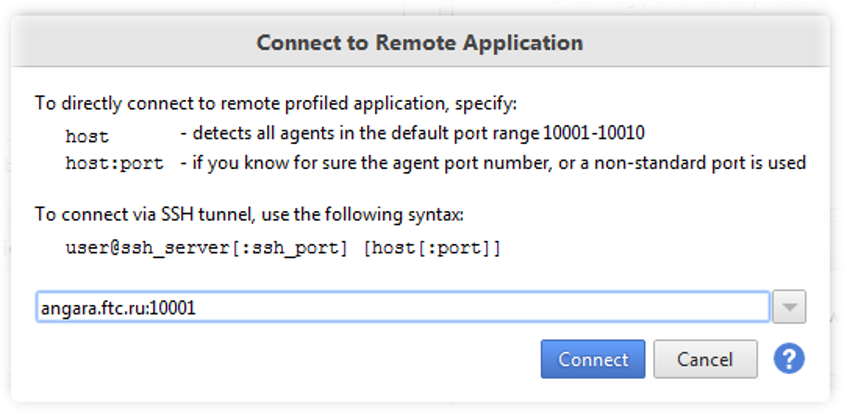 Connect to Remote Application
To directly connect to remote profiled application, specify:
host - detects all agents in the default port range 10001-10010
host:port - if you know for sure the agent port number, or a non-standard port is used
To connect via SSH tunnel, use the following syntax:
user@ssh_server[:ssh_port] [host[:port]]
angara.ftc.ru:10001
Connect Cancel ?